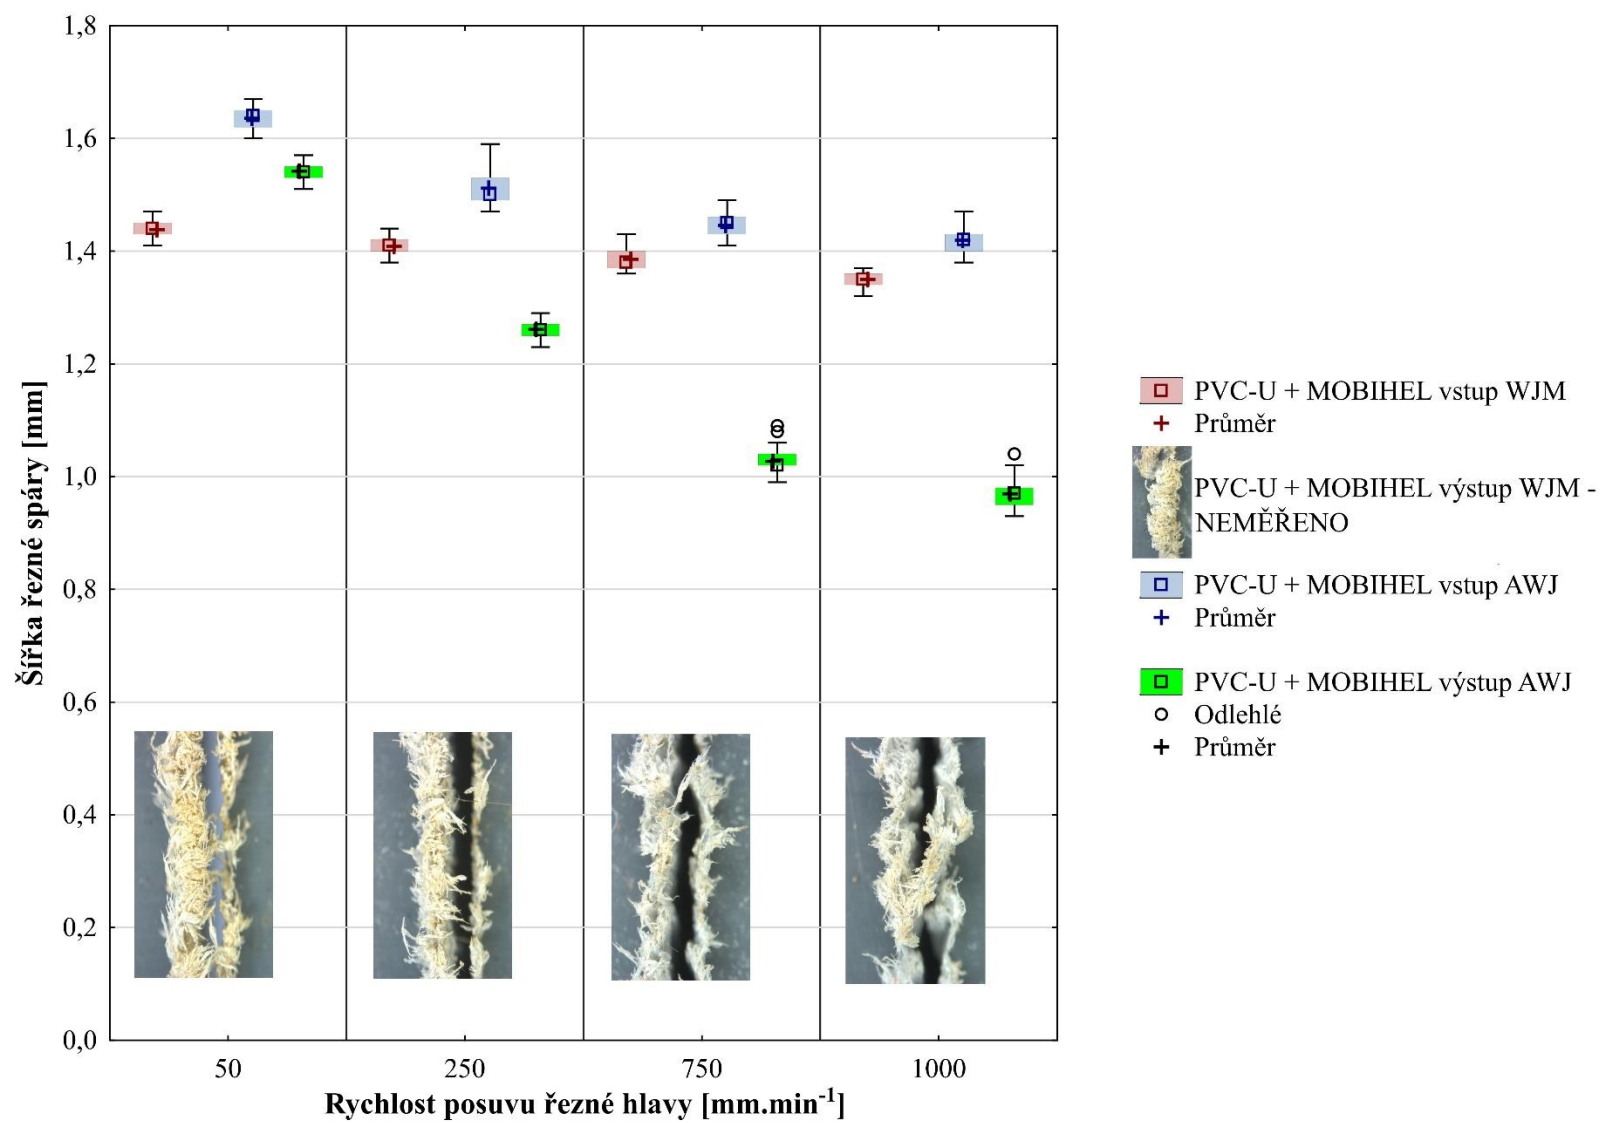 1,8
1,6
1,4
1,2
1,0
0,8
0,6
0,4
0,2
0,0
Šířka řezné spáry [mm]
50 250 750 1000
Rychlost posuvu řezné hlavy [mm.min⁻¹]
PVC-U + MOBIHEL vstup WJM
Průměr
PVC-U + MOBIHEL výstup WJM -
NEMĚŘENO
PVC-U + MOBIHEL vstup AWJ
Průměr
PVC-U + MOBIHEL výstup AWJ
Odlehlé
Průměr